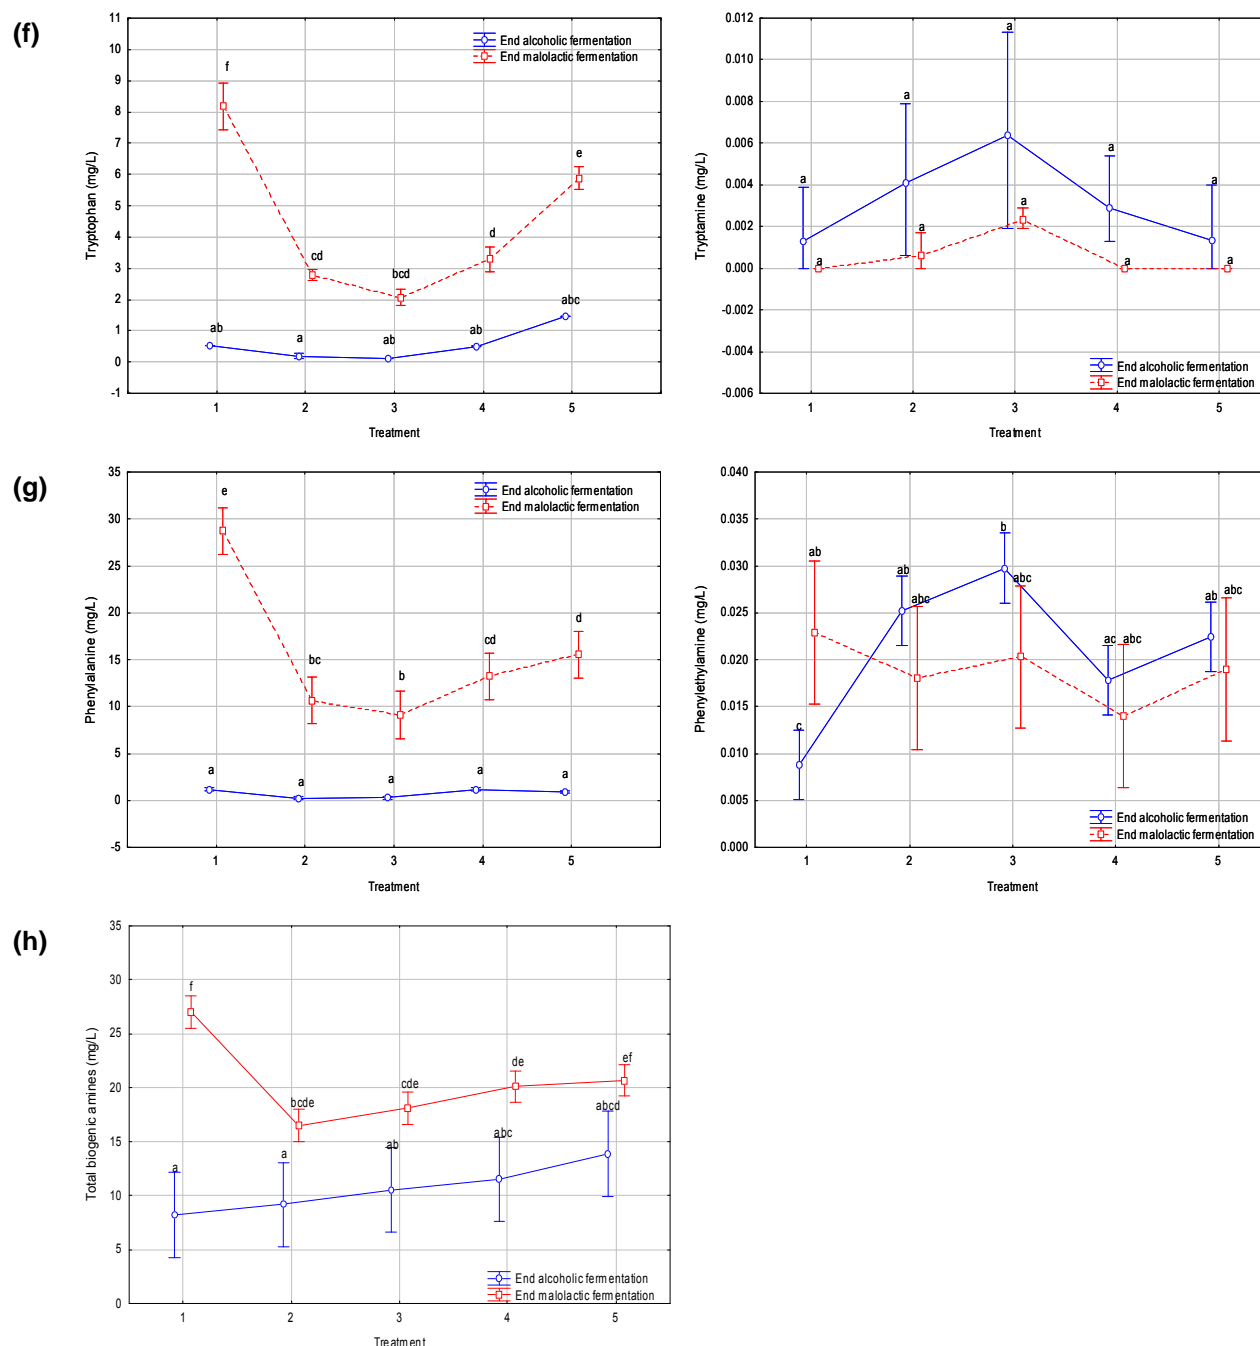 (f)
11
10
9
8
7
6
5
4
3
2
1
0
-1
Tryptophan (mg/L)
End alcoholic fermentation
End malolactic fermentation
f
cd
bcd
d
e
ab
a
ab
ab
abc
1 2 3 4 5
Treatment
0.012
0.010
0.008
0.006
0.004
0.002
0.000
-0.002
-0.004
-0.006
Tryptamine (mg/L)
a
a
a
a
a
a
a
a
a
a
End alcoholic fermentation
End malolactic fermentation
1 2 3 4 5
Treatment
(g)
35
30
25
20
15
10
5
0
-5
Phenylalanine (mg/L)
End alcoholic fermentation
End malolactic fermentation
e
bc
b
cd
d
a
a
a
a
a
1 2 3 4 5
Treatment
0.040
0.035
0.030
0.025
0.020
0.015
0.010
0.005
0.000
Phenylethylamine (mg/L)
c
ab
ab
abc
b
abc
ac
abc
ab
abc
End alcoholic fermentation
End malolactic fermentation
1 2 3 4 5
Treatment
(h)
35
30
25
20
15
10
5
0
Total biogenic amines (mg/L)
f
bcde
cde
de
ef
a
a
ab
abc
abcd
End alcoholic fermentation
End malolactic fermentation
1 2 3 4 5
Treatment